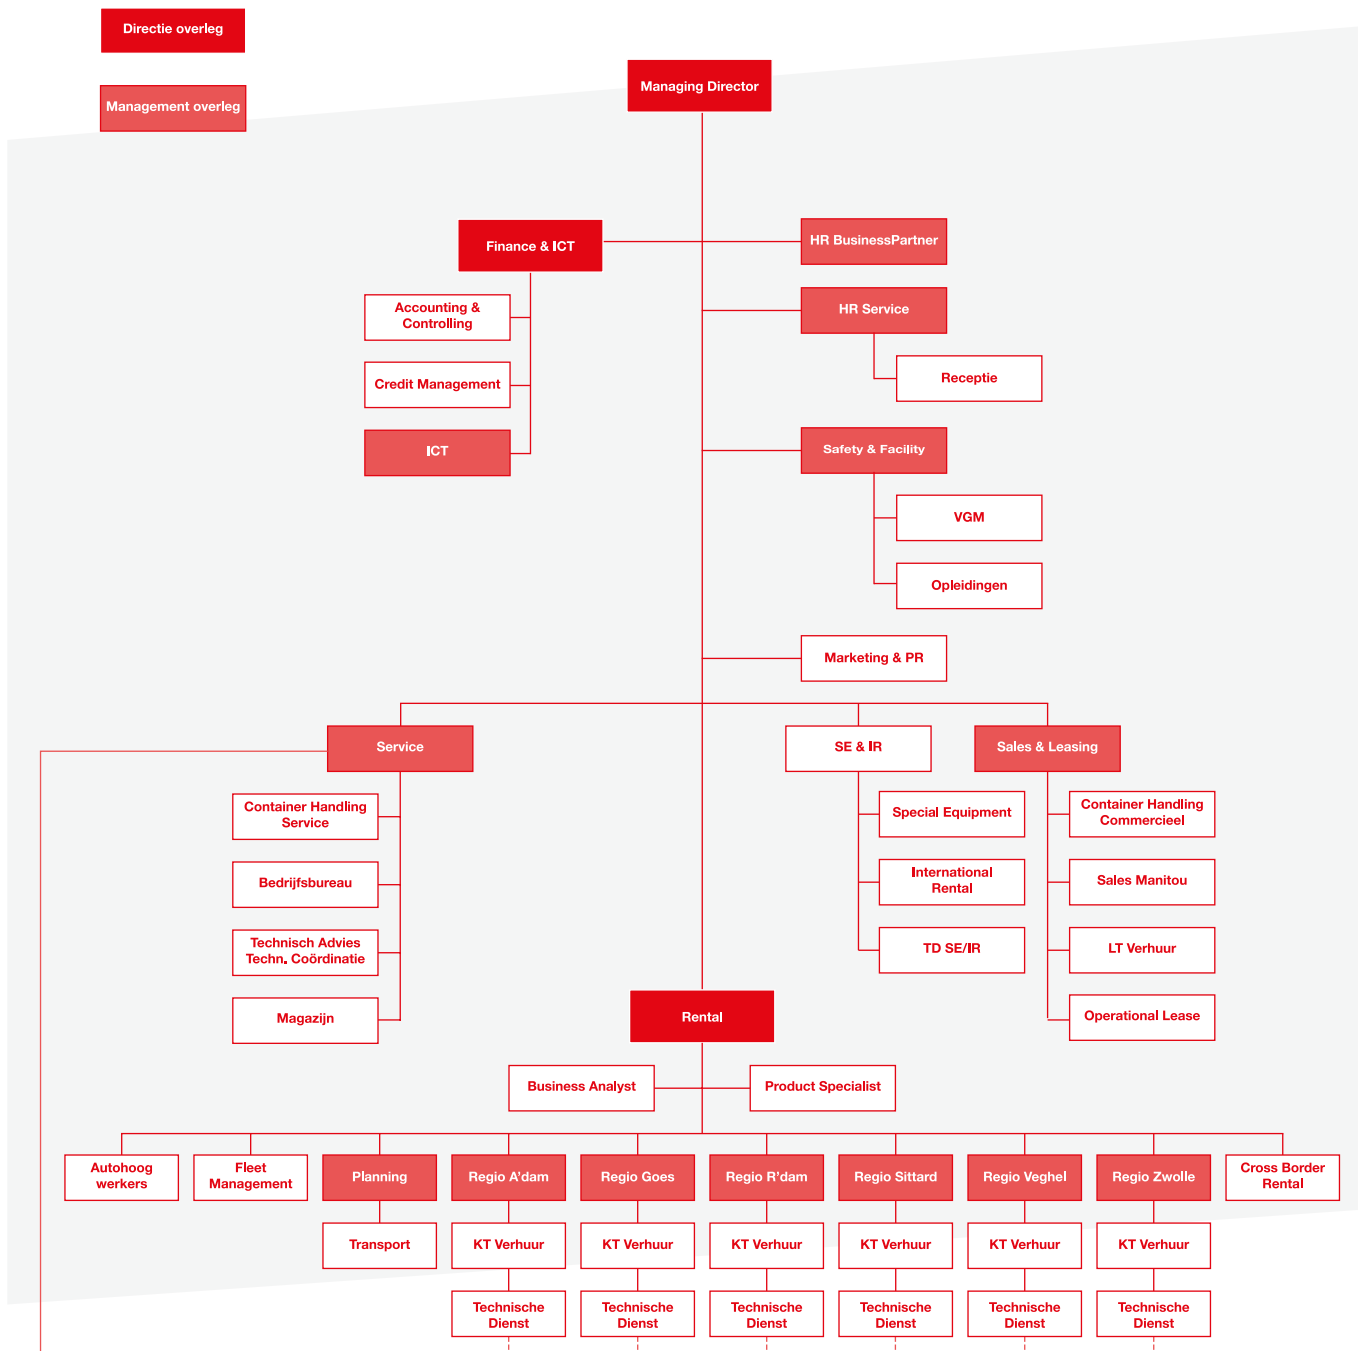 Directie overleg
Management overleg
Managing Director
Finance & ICT
HR BusinessPartner
Accounting &
Controlling
HR Service
Credit Management
Receptie
ICT
Safety & Facility
VGM
Opleidingen
Marketing & PR
Service
SE & IR
Sales & Leasing
Container Handling
Service
Special Equipment
Container Handling
Commercieel
Bedrijfsbureau
International
Rental
Sales Manitou
Technisch Advies
Techn. Coördinatie
TD SE/IR
LT Verhuur
Magazijn
Rental
Operational Lease
Business Analyst
Product Specialist
Autohoog
werkers
Fleet
Management
Planning
Regio A'dam
Regio Goes
Regio R'dam
Regio Sittard
Regio Veghel
Regio Zwolle
Cross Border
Rental
Transport
KT Verhuur
KT Verhuur
KT Verhuur
KT Verhuur
KT Verhuur
KT Verhuur
Technische
Dienst
Technische
Dienst
Technische
Dienst
Technische
Dienst
Technische
Dienst
Technische
Dienst